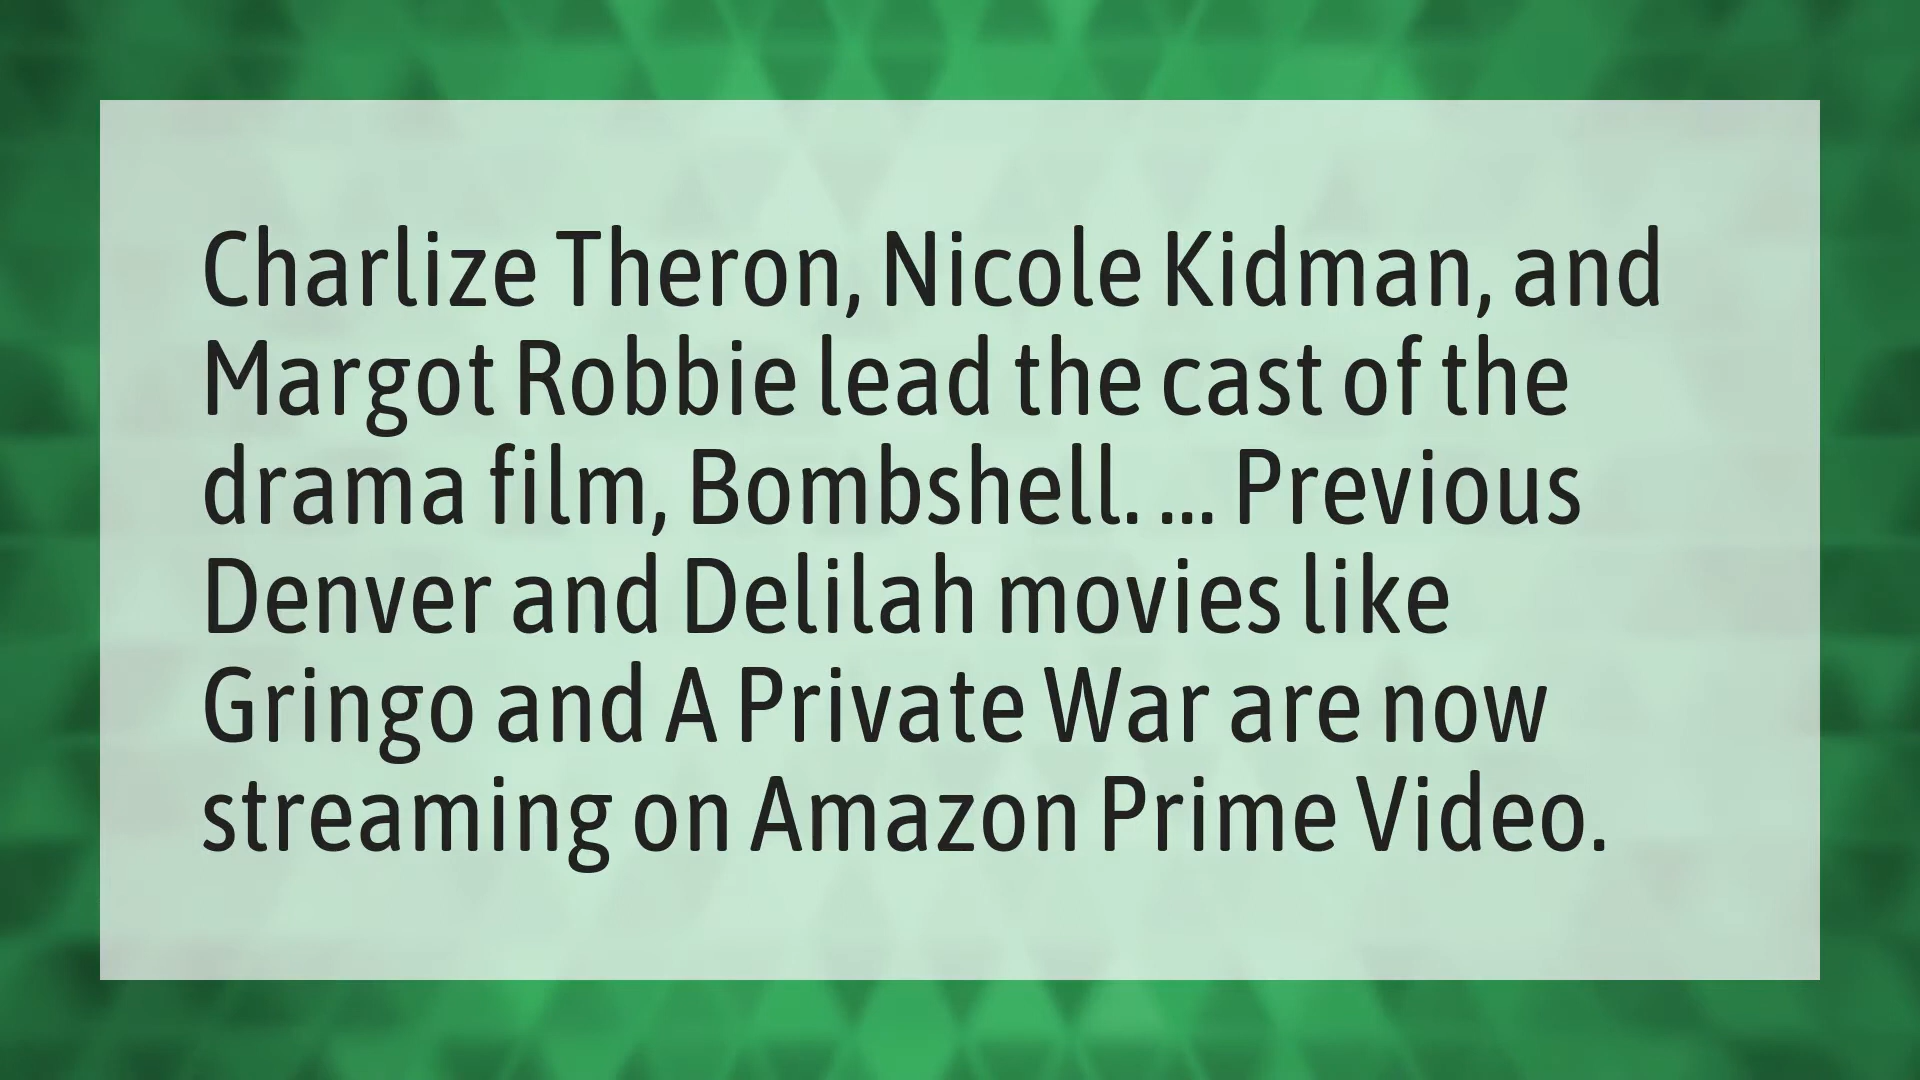 Charlize Theron, Nicole Kidman, and
Margot Robbie lead the cast of the
drama film, Bombshell. ... Previous
Denver and Delilah movies like
Gringo and A Private War are now
streaming on Amazon Prime Video.